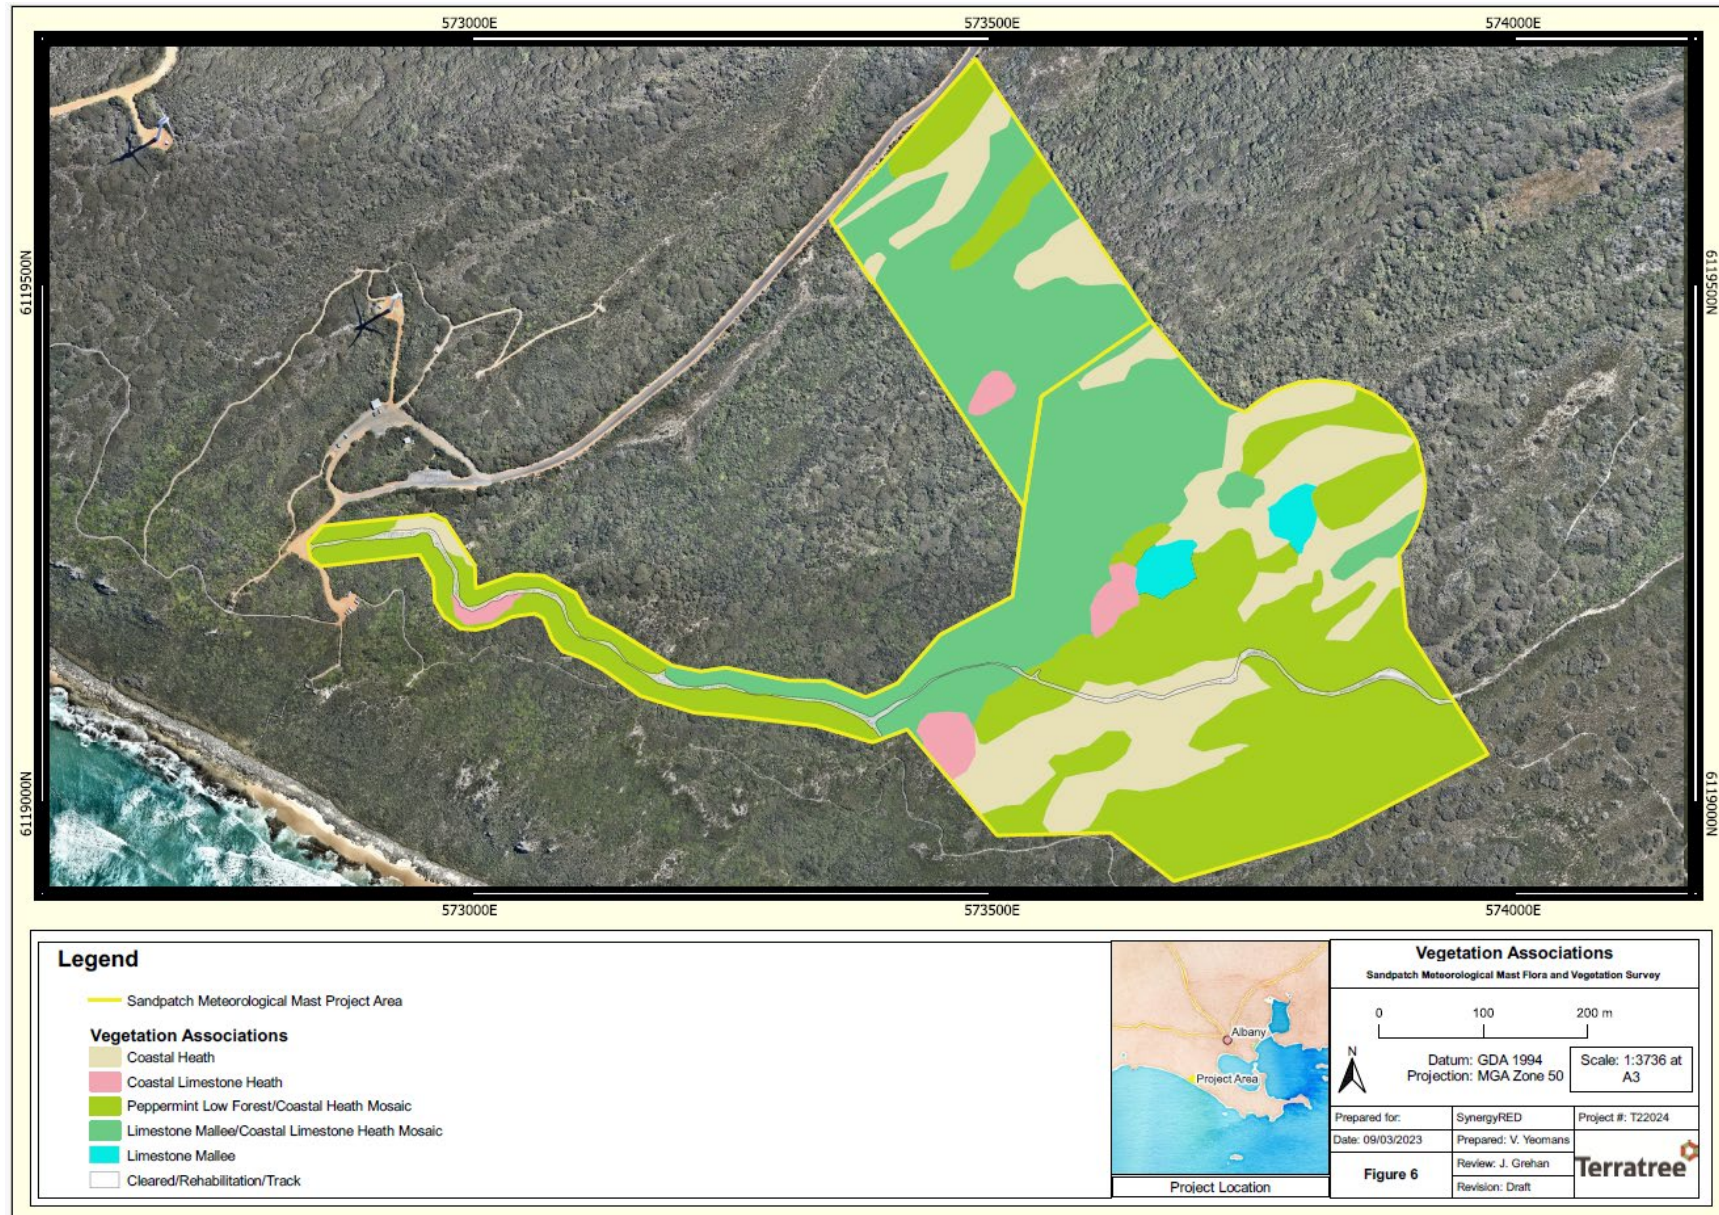 573000E 573500E 574000E
6119500N 6119500N
6119000N 6119000N
573000E 573500E 574000E
Legend
Sandpatch Meteorological Mast Project Area
Vegetation Associations
Coastal Heath
Coastal Limestone Heath
Peppermint Low Forest/Coastal Heath Mosaic
Limestone Mallee/Coastal Limestone Heath Mosaic
Limestone Mallee
Cleared/Rehabilitation/Track
Albany
Project Area
Project Location
Vegetation Associations
Sandpatch Meteorological Mast Flora and Vegetation Survey
0 100 200 m
N
Datum: GDA 1994
Projection: MGA Zone 50
Scale: 1:3736 at
A3
Prepared for: SynergyRED Project #: T22024
Date: 09/03/2023 Prepared: V. Yeomans
Figure 6
Review: J. Grehan
Revision: Draft
Terratree